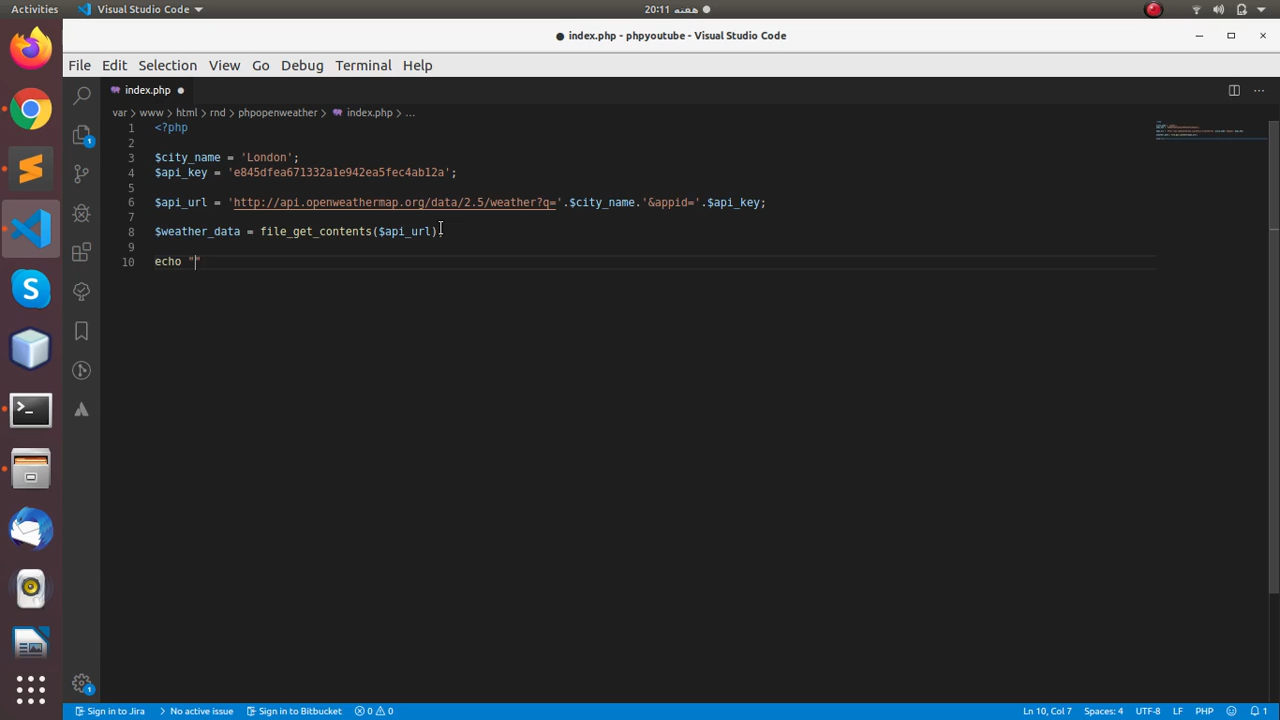 Activities Visual Studio Code 20:11 هفته
index.php - phpyoutube - Visual Studio Code
File Edit Selection View Go Debug Terminal Help
index.php
var > www > html > rnd > phpopenweather > index.php > ...
1 <?php
2
3 $city_name = 'London';
4 $api_key = 'e845dfea671332a1e942ea5fec4ab12a';
5
6 $api_url = 'http://api.openweathermap.org/data/2.5/weather?q='.$city_name.'&appid='.$api_key;
7
8 $weather_data = file_get_contents($api_url);
9
10 echo ""
Sign in to Jira No active issue Sign in to Bitbucket 0 0 Ln 10, Col 7 Spaces: 4 UTF-8 LF PHP 1